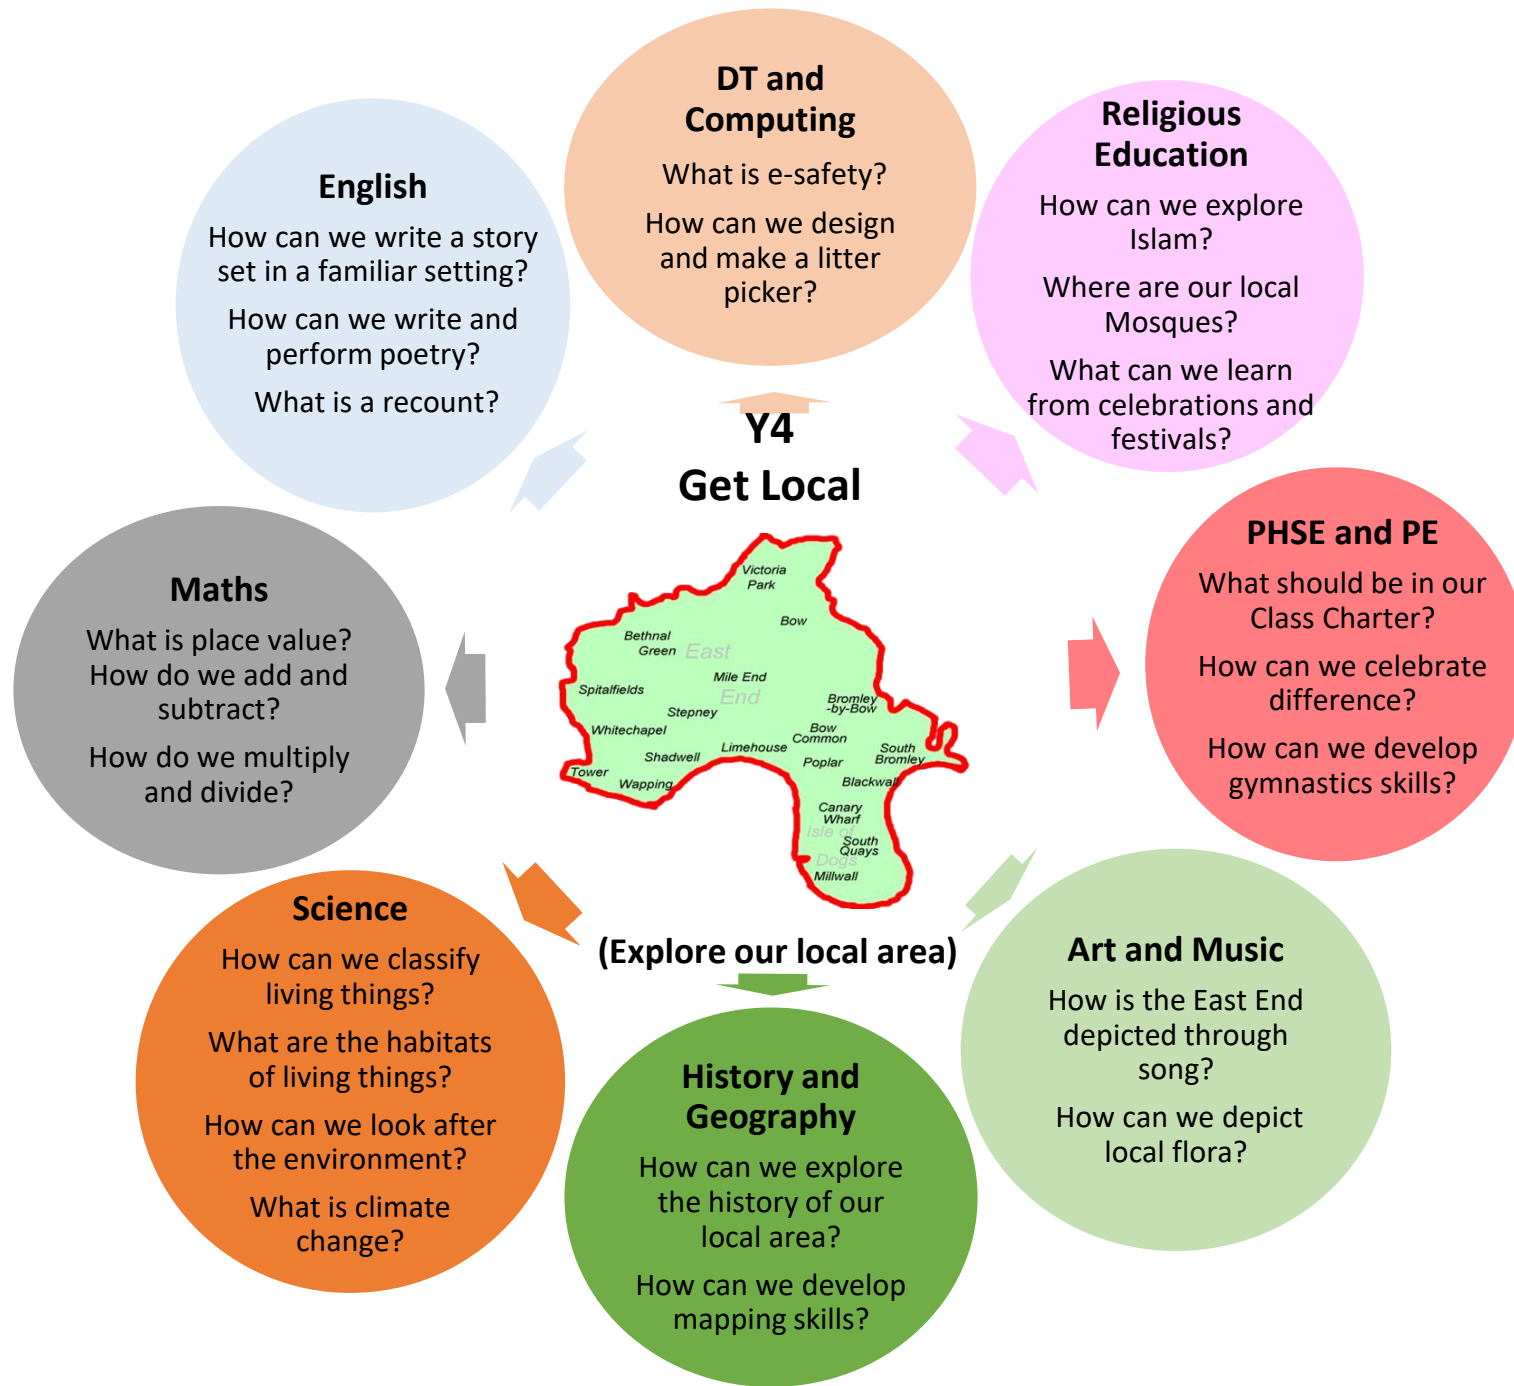 DT and
Computing
What is e-safety?
How can we design
and make a litter
picker?
Religious
Education
How can we explore
Islam?
Where are our local
Mosques?
What can we learn
from celebrations and
festivals?
PHSE and PE
What should be in our
Class Charter?
How can we celebrate
difference?
How can we develop
gymnastics skills?
Art and Music
How is the East End
depicted through
song?
How can we depict
local flora?
History and
Geography
How can we explore
the history of our
local area?
How can we develop
mapping skills?
Science
How can we classify
living things?
What are the habitats
of living things?
How can we look after
the environment?
What is climate
change?
Maths
What is place value?
How do we add and
subtract?
How do we multiply
and divide?
English
How can we write a story
set in a familiar setting?
How can we write and
perform poetry?
What is a recount?
Y4
Get Local
Victoria
Park
Bow
Bethnal
Green
East
End
Mile End
Spitalfields
Stepney
Bromley
-by-Bow
Whitechapel
Bow
Common
Limehouse
South
Bromley
Shadwell
Poplar
Tower
Wapping
Blackwall
Canary
Wharf
Isle of
Dogs
South
Quays
Millwall
(Explore our local area)